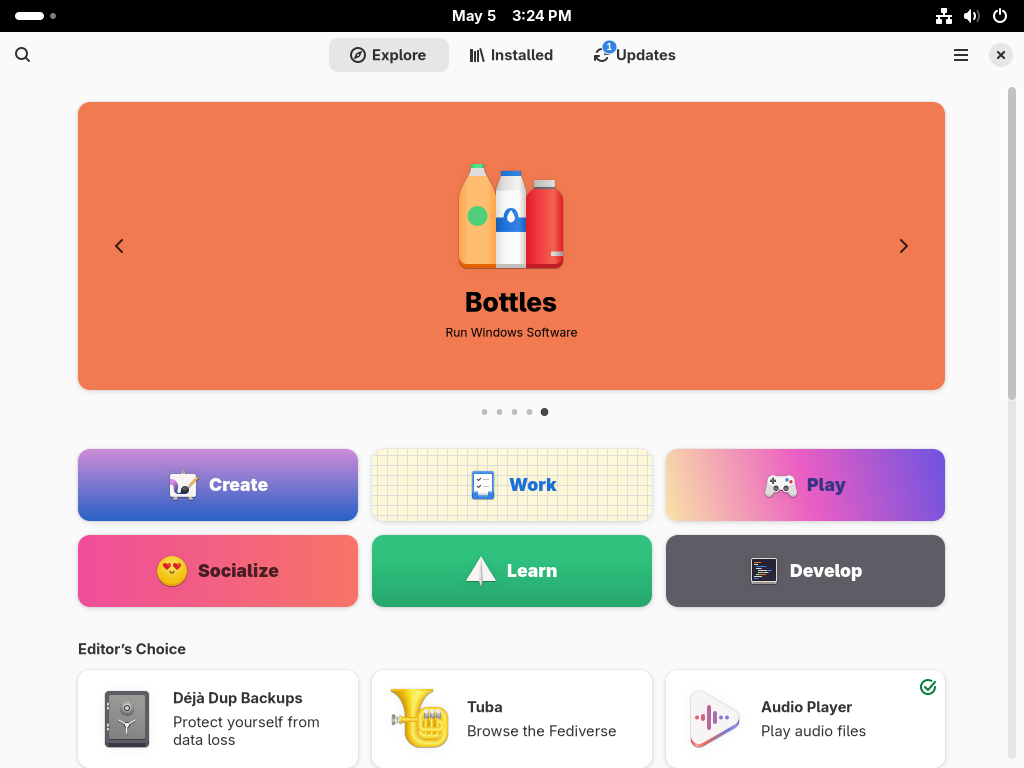 May 5 3:24 PM
Explore
Installed
1
Updates
Bottles
Run Windows Software
Create
Work
Play
Socialize
Learn
Develop
Editor’s Choice
Déjà Dup Backups
Protect yourself from
data loss
Tuba
Browse the Fediverse
Audio Player
Play audio files